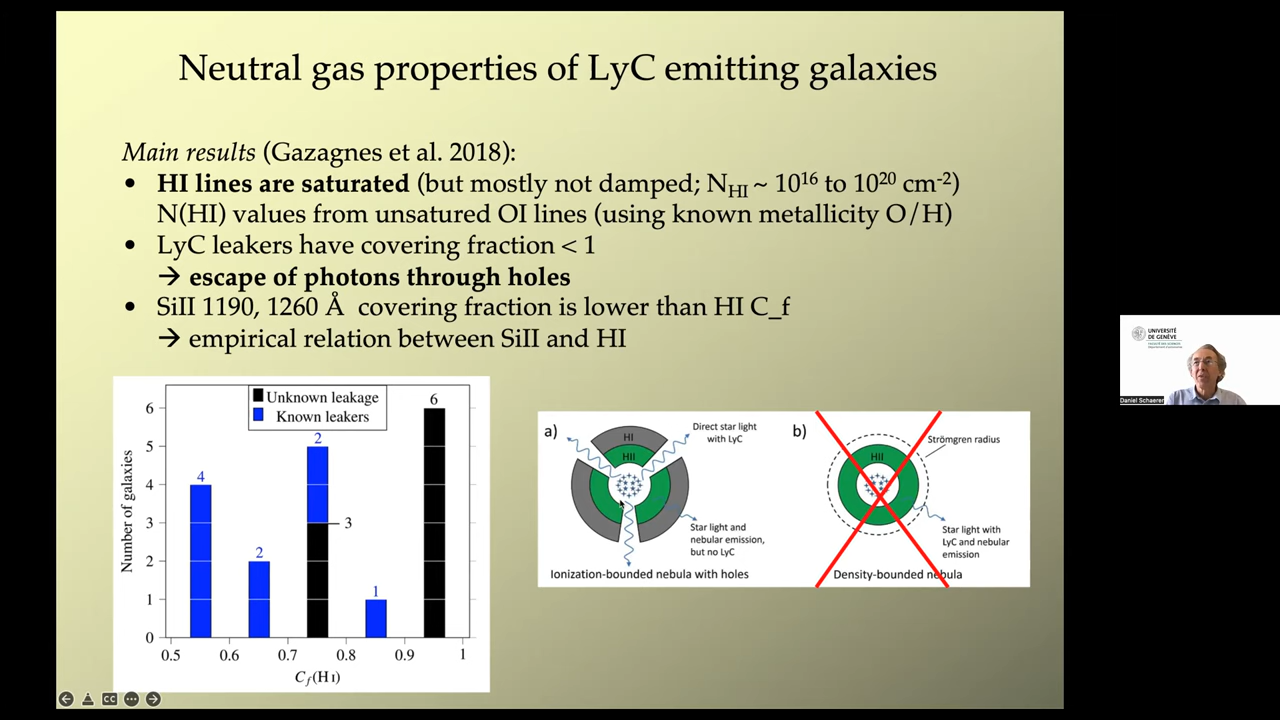 Neutral gas properties of LyC emitting galaxies
Main results (Gazagnes et al. 2018):
• HI lines are saturated (but mostly not damped; N_HI ~ 10^16 to 10^20 cm^-2)
N(HI) values from unsatured OI lines (using known metallicity O/H)
• LyC leakers have covering fraction < 1
→ escape of photons through holes
• SiII 1190, 1260 Å covering fraction is lower than HI C_f
→ empirical relation between SiII and HI
Unknown leakage
Known leakers
Number of galaxies
6
5
4
3
2
1
0
4
2
2
3
1
6
0.5
0.6
0.7
0.8
0.9
1
C_f(H I)
a)
HI
HII
Direct star light
with LyC
Star light and
nebular emission,
but no LyC
Ionization-bounded nebula with holes
b)
HII
Strömgren radius
Star light with
LyC and nebular
emission
Density-bounded nebula
CC
UNIVERSITÉ
DE GENÈVE
FACULTÉ DES SCIENCES
Daniel Schaerer